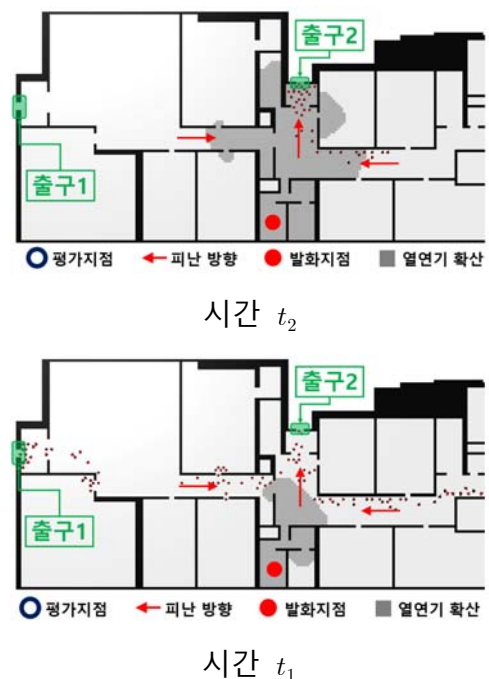 출구2
출구1
평가지점 피난 방향 발화지점 열연기 확산
시간 t₂
출구2
출구1
평가지점 피난 방향 발화지점 열연기 확산
시간 t₁